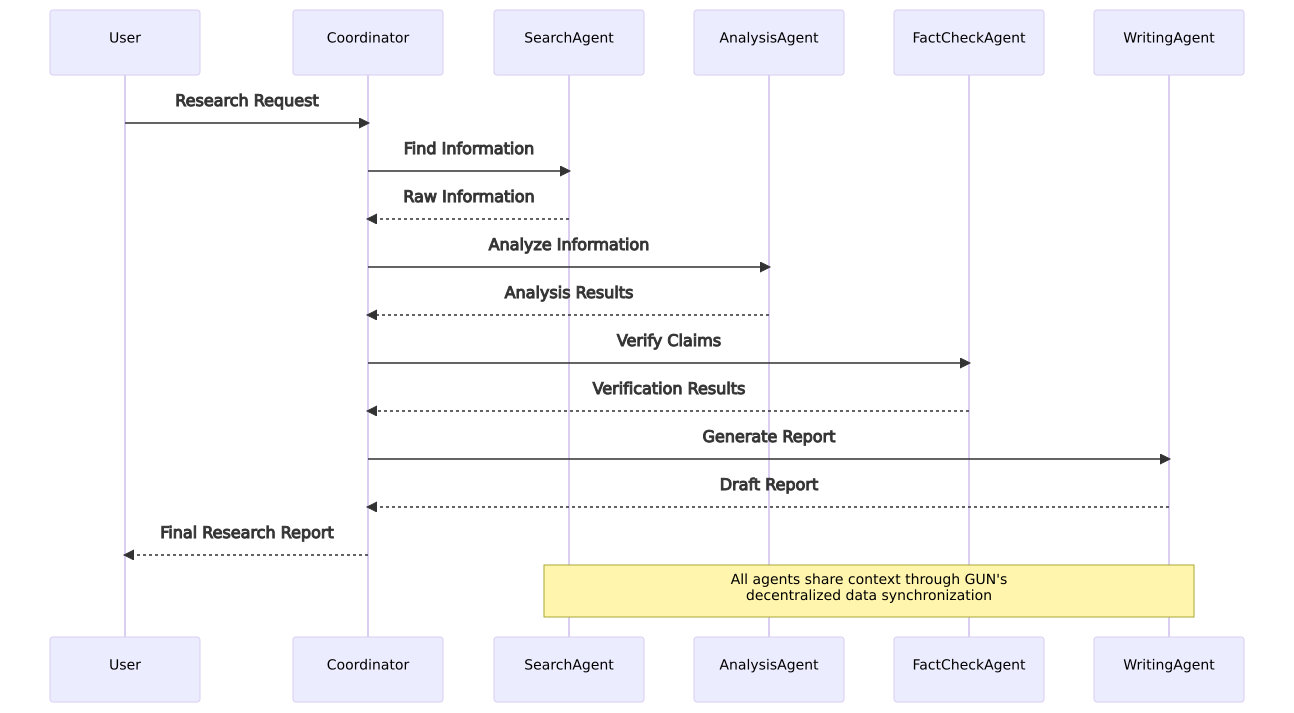 User
Coordinator
SearchAgent
AnalysisAgent
FactCheckAgent
WritingAgent
Research Request
Find Information
Raw Information
Analyze Information
Analysis Results
Verify Claims
Verification Results
Generate Report
Draft Report
Final Research Report
All agents share context through GUN's
decentralized data synchronization
User
Coordinator
SearchAgent
AnalysisAgent
FactCheckAgent
WritingAgent